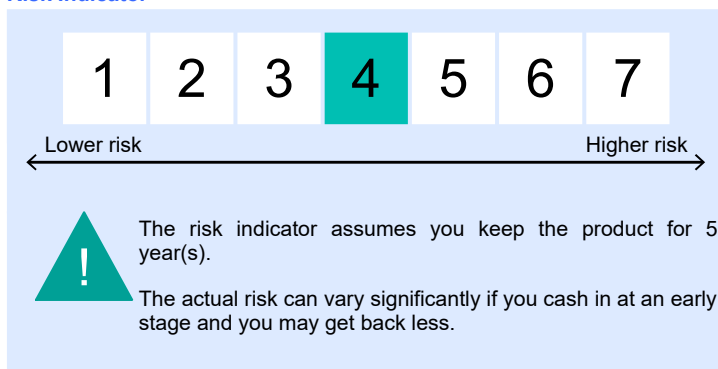 Risk Indicator
1 2 3 4 5 6 7
Lower risk Higher risk
!
The risk indicator assumes you keep the product for 5
year(s).
The actual risk can vary significantly if you cash in at an early
stage and you may get back less.